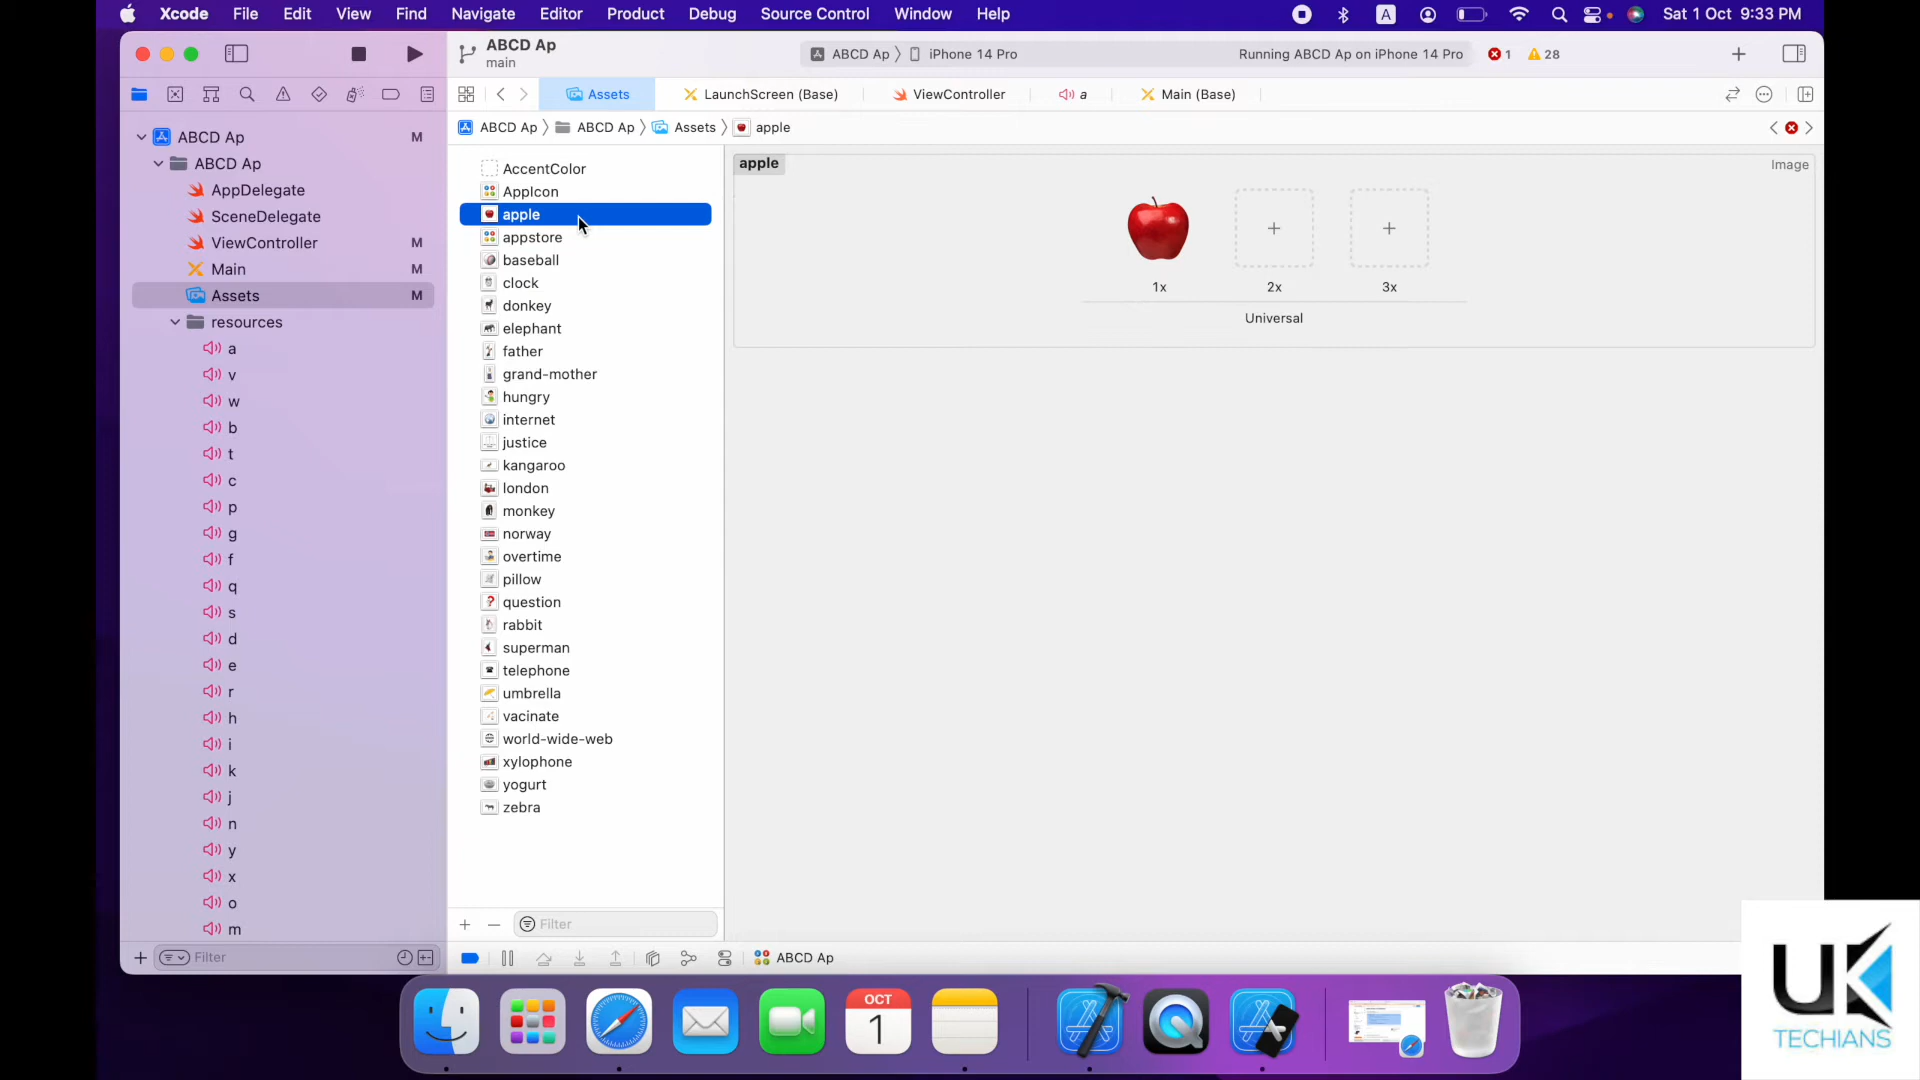 Xcode File Edit View Find Navigate Editor Product Debug Source Control Window Help A Sat 1 Oct 9:33 PM
ABCD Ap
main
ABCD Ap iPhone 14 Pro Running ABCD Ap on iPhone 14 Pro 1 28
Assets LaunchScreen (Base) ViewController a Main (Base)
ABCD Ap ABCD Ap Assets apple
ABCD Ap M
ABCD Ap
AppDelegate
SceneDelegate
ViewController M
Main M
Assets M
resources
a
v
w
b
t
c
p
g
f
q
s
d
e
r
h
i
k
j
n
y
x
o
m
Filter
AccentColor
AppIcon
apple
appstore
baseball
clock
donkey
elephant
father
grand-mother
hungry
internet
justice
kangaroo
london
monkey
norway
overtime
pillow
question
rabbit
superman
telephone
umbrella
vacinate
world-wide-web
xylophone
yogurt
zebra
Filter
apple Image
1x 2x 3x
Universal
ABCD Ap
OCT
1
UK
TECHIANS